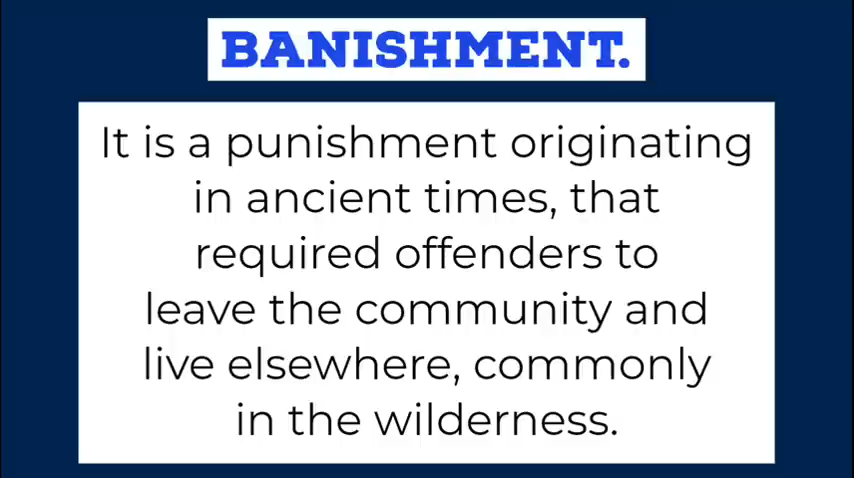 BANISHMENT.
It is a punishment originating
in ancient times, that
required offenders to
leave the community and
live elsewhere, commonly
in the wilderness.